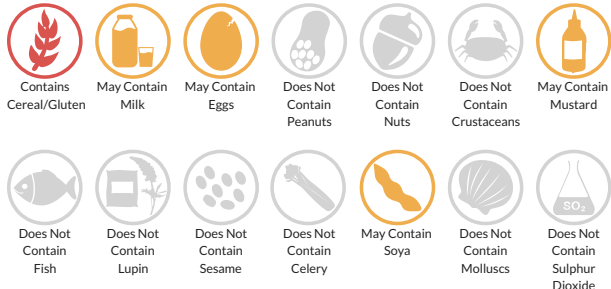 Contains
Cereal/Gluten
May Contain
Milk
May Contain
Eggs
Does Not
Contain
Peanuts
Does Not
Contain
Nuts
Does Not
Contain
Crustaceans
May Contain
Mustard
Does Not
Contain
Fish
Does Not
Contain
Lupin
Does Not
Contain
Sesame
Does Not
Contain
Celery
May Contain
Soya
Does Not
Contain
Molluscs
SO₂
Does Not
Contain
Sulphur
Dioxide